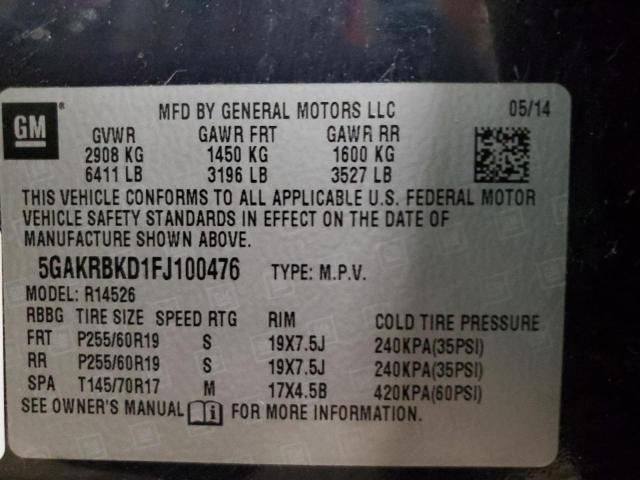 GM ® MFD BY GENERAL MOTORS LLC 05/14
GVWR GAWR FRT GAWR RR
2908 KG 1450 KG 1600 KG
6411 LB 3196 LB 3527 LB
THIS VEHICLE CONFORMS TO ALL APPLICABLE U.S. FEDERAL MOTOR
VEHICLE SAFETY STANDARDS IN EFFECT ON THE DATE OF
MANUFACTURE SHOWN ABOVE.
5GAKRBKD1FJ100476 TYPE: M.P.V.
MODEL: R14526
RBBG TIRE SIZE SPEED RTG RIM COLD TIRE PRESSURE
FRT P255/60R19 S 19X7.5J 240KPA(35PSI)
RR P255/60R19 S 19X7.5J 240KPA(35PSI)
SPA T145/70R17 M 17X4.5B 420KPA(60PSI)
SEE OWNER'S MANUAL i FOR MORE INFORMATION.